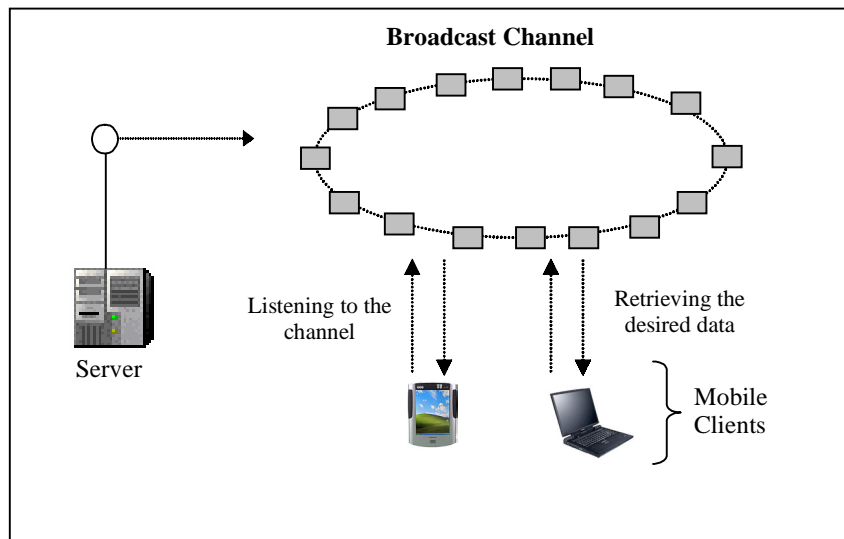 Broadcast Channel
Listening to the
channel
Retrieving the
desired data
Server
Mobile
Clients